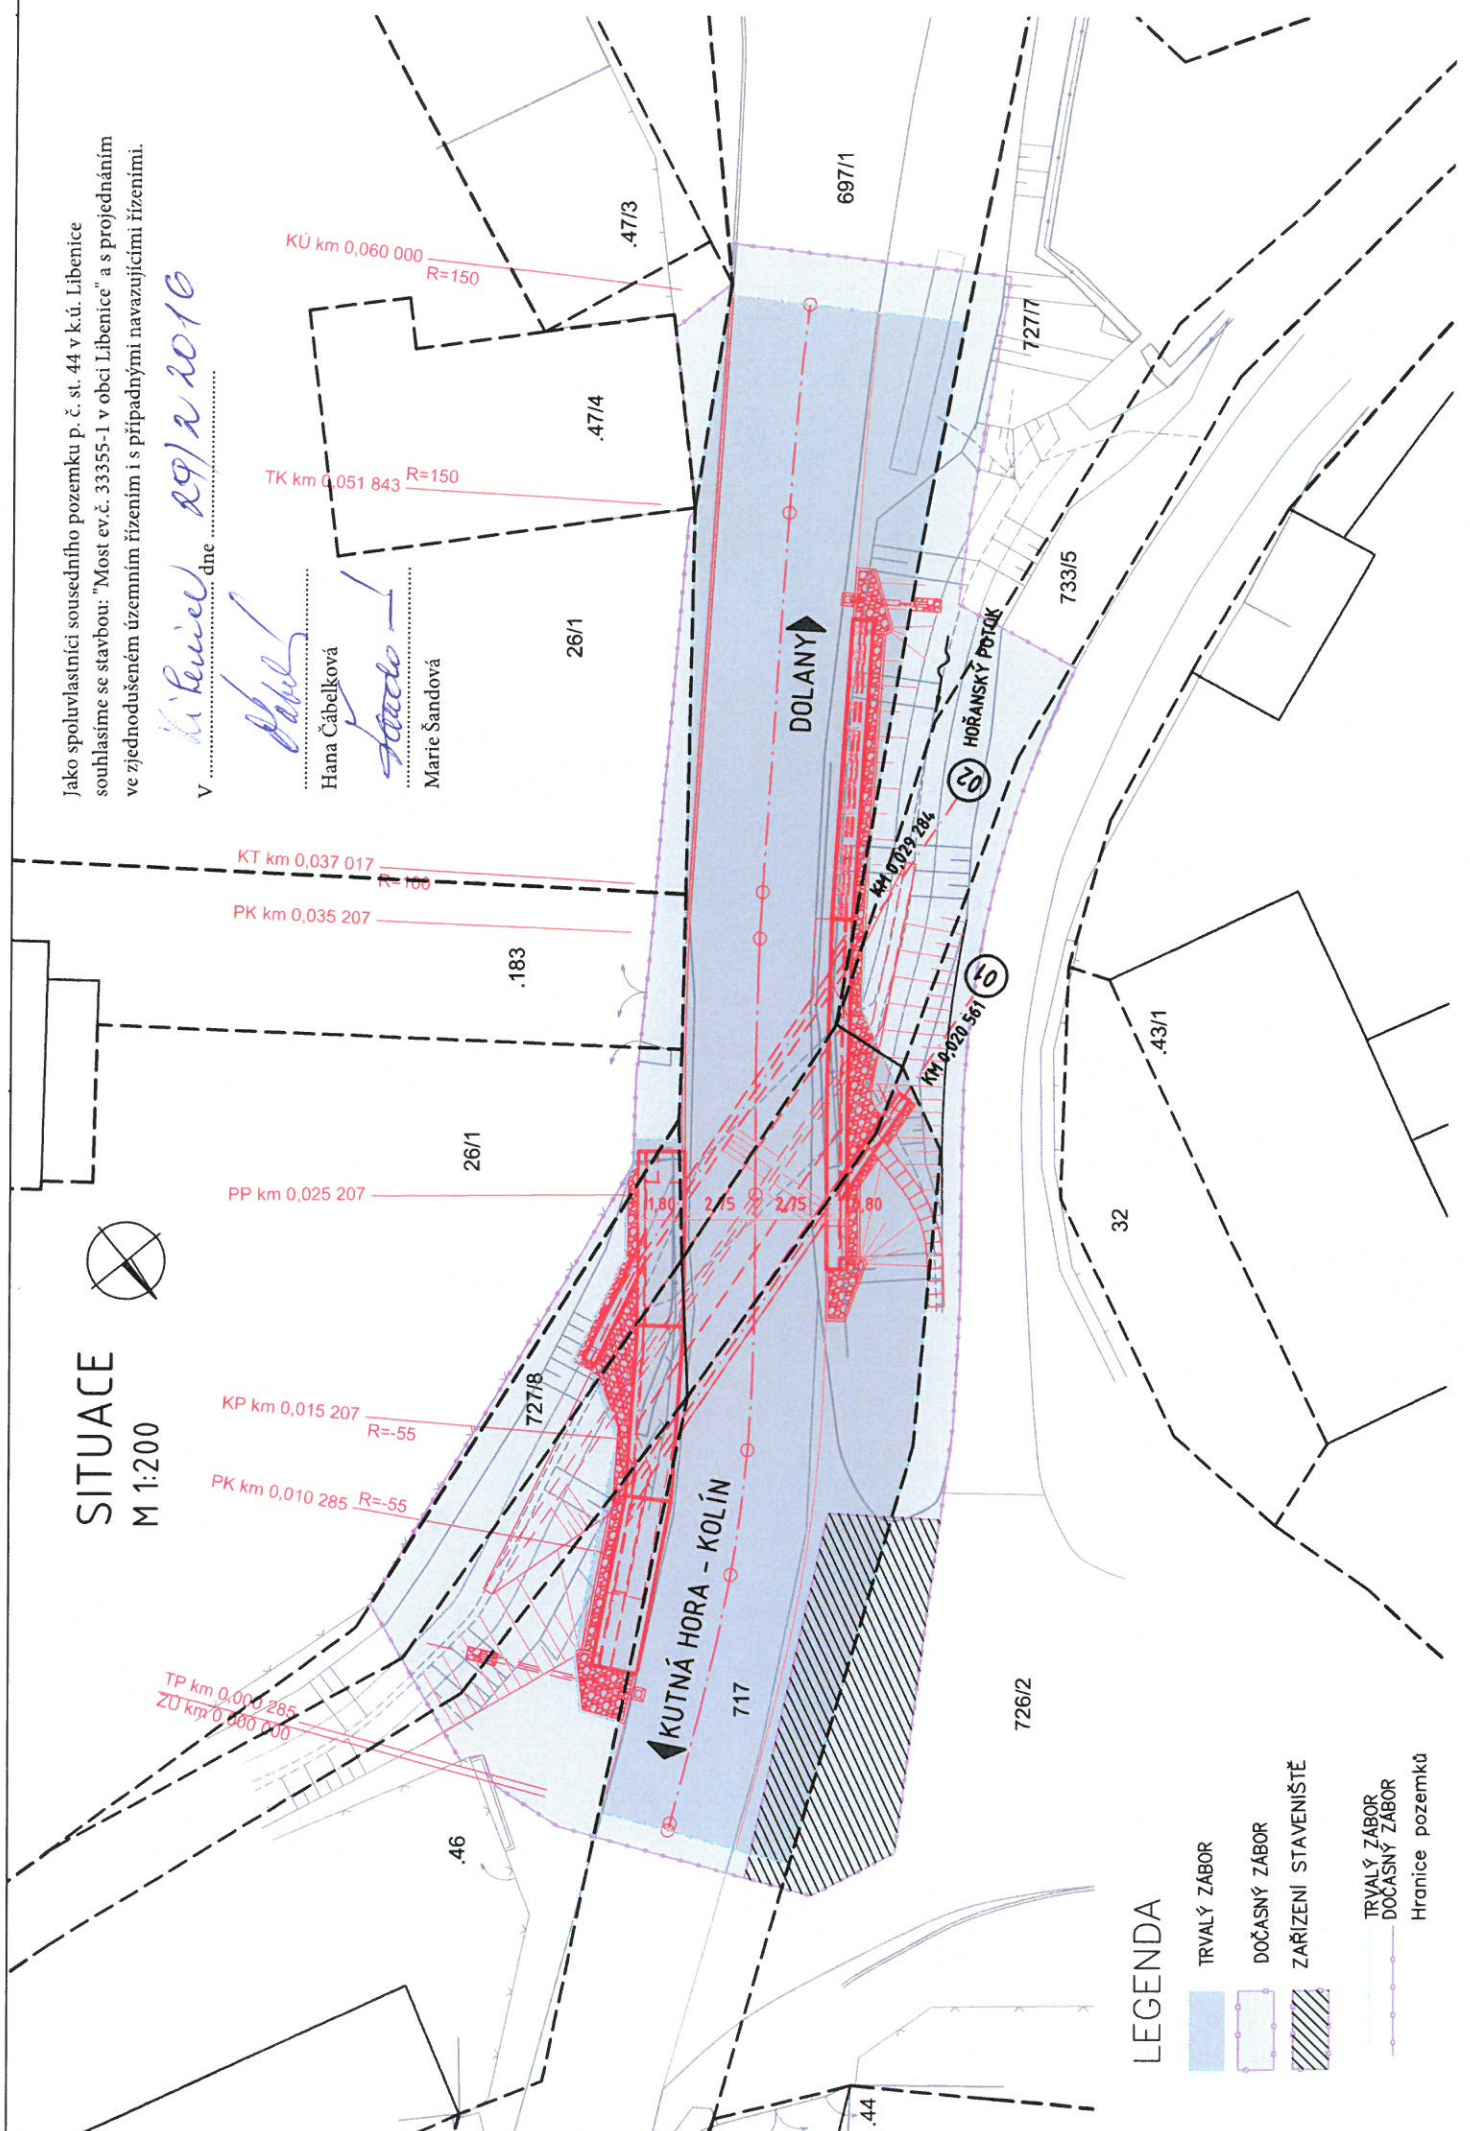 SITUACE
M 1:200
Jako spoluvlastníci sousedního pozemku p. č. st. 44 v k.ú. Libenice
souhlasíme se stavbou: "Most ev.č. 33355-1 v obci Libenice" a s projednáním
ve zjednodušeném územním řízením i s případnými navazujícími řízeními.
V Libenice dne 29/2 2016
Hana Čábelková
Marie Šandová
TP km 0,000 285
ZÚ km 0,000 000
PK km 0,010 285 R=-55
KP km 0,015 207
R=-55
PP km 0,025 207
PK km 0,035 207
KT km 0,037 017
R=100
TK km 0,051 843 R=150
KÚ km 0,060 000
R=150
.46
727/8
26/1
.183
26/1
.47/4
.47/3
697/1
1,80 2,75 2,75 0,80
KUTNÁ HORA - KOLÍN
DOLANY
717
KM 0,020 561
01
KM 0,029 284
02
HOŘANSKÝ POTOK
733/5
727/7
726/2
32
.43/1
.44
LEGENDA
TRVALÝ ZÁBOR
DOČASNÝ ZÁBOR
ZAŘÍZENÍ STAVENIŠTĚ
TRVALÝ ZÁBOR
DOČASNÝ ZÁBOR
Hranice pozemků